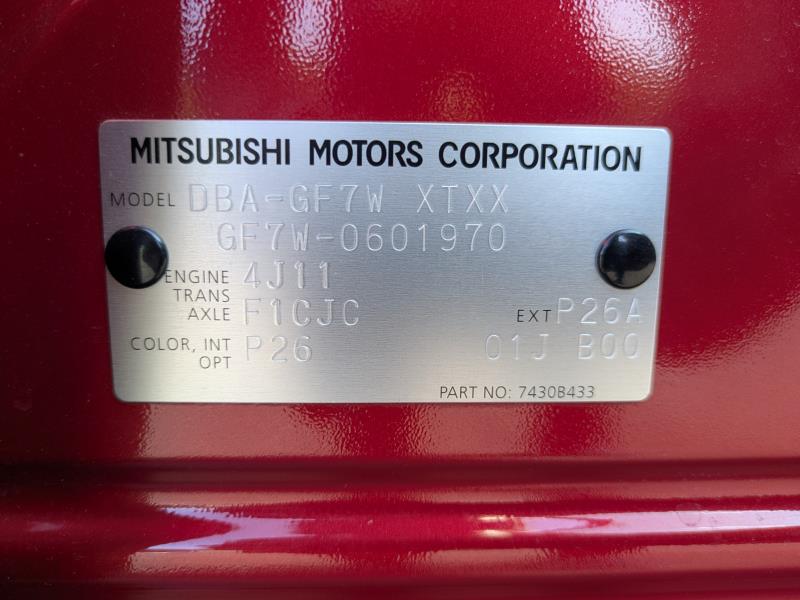 MITSUBISHI MOTORS CORPORATION
MODEL DBA-GF7W XTXX
GF7W-0601970
ENGINE 4J11
TRANS
AXLE F1CJC EXT P26A
COLOR, INT P26 01J B00
OPT
PART NO: 7430B433